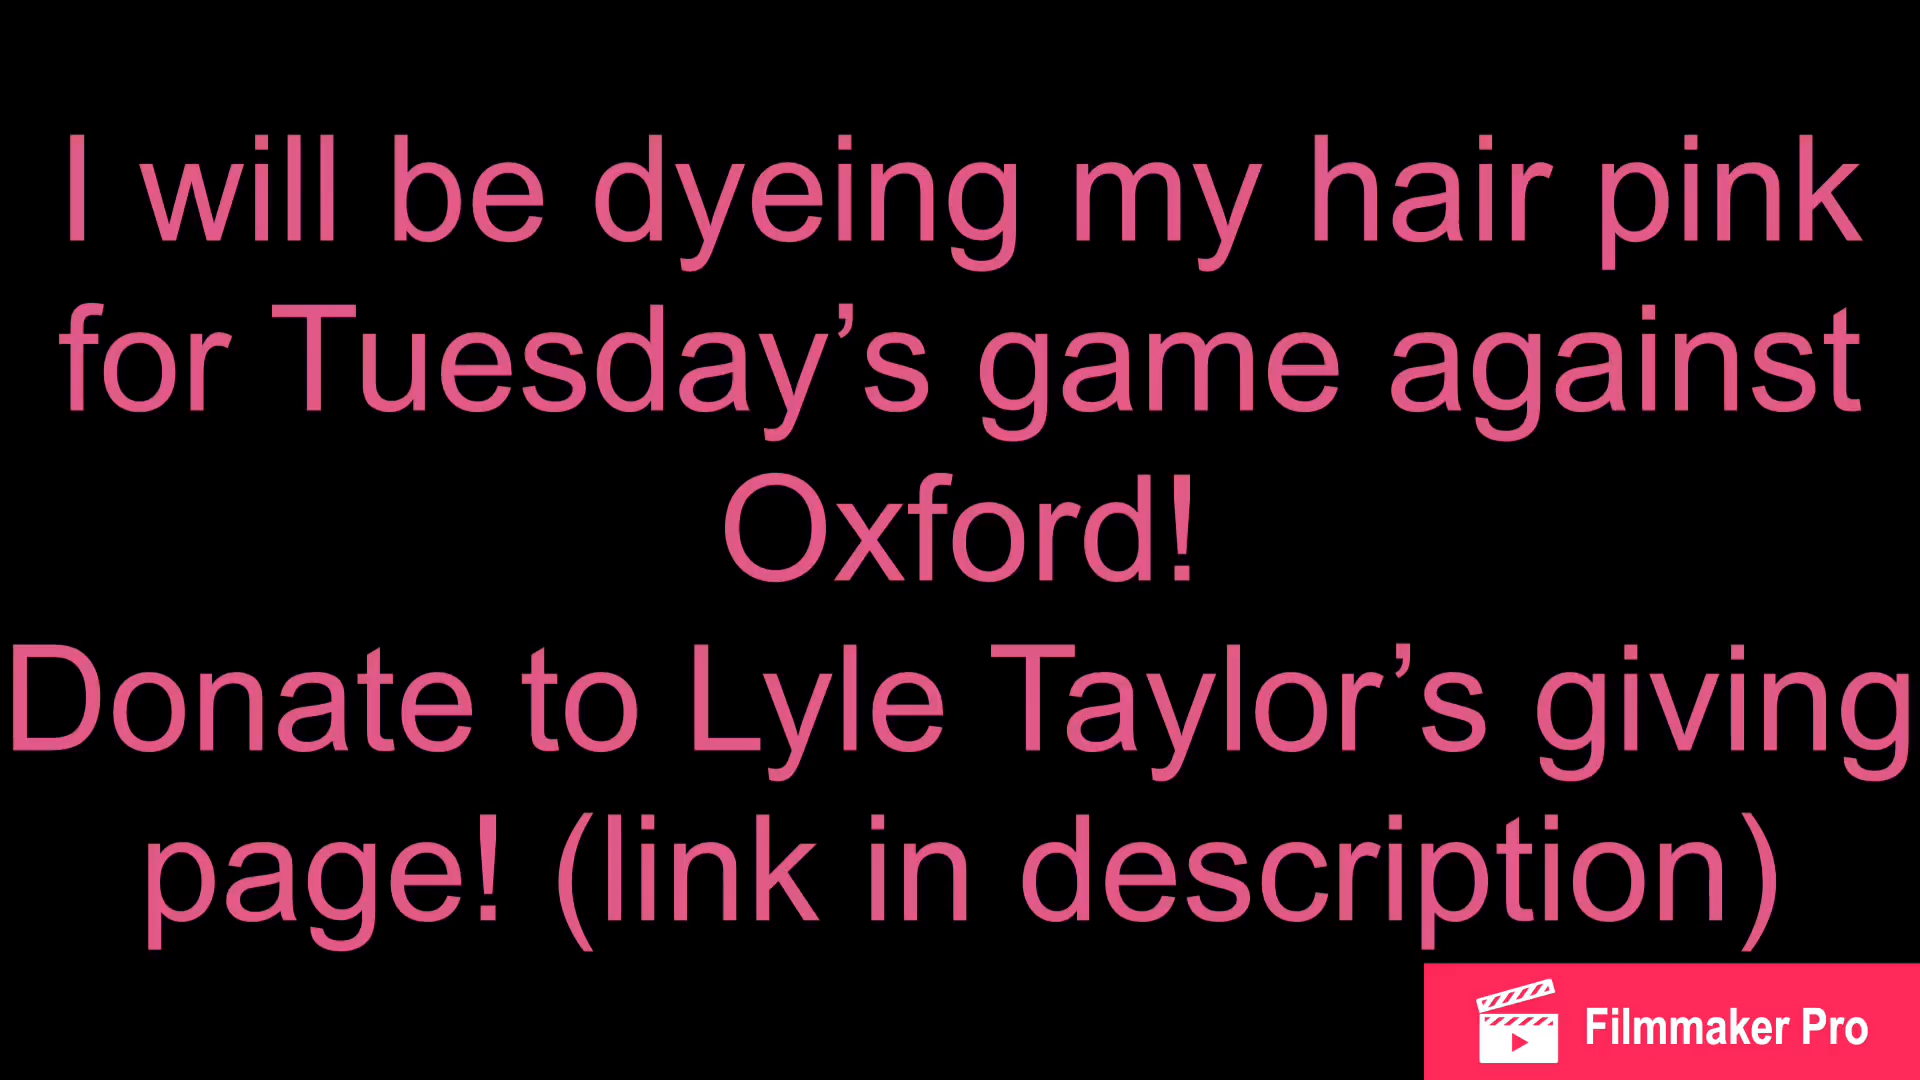 I will be dyeing my hair pink
for Tuesday’s game against
Oxford!
Donate to Lyle Taylor’s giving
page! (link in description)
Filmmaker Pro